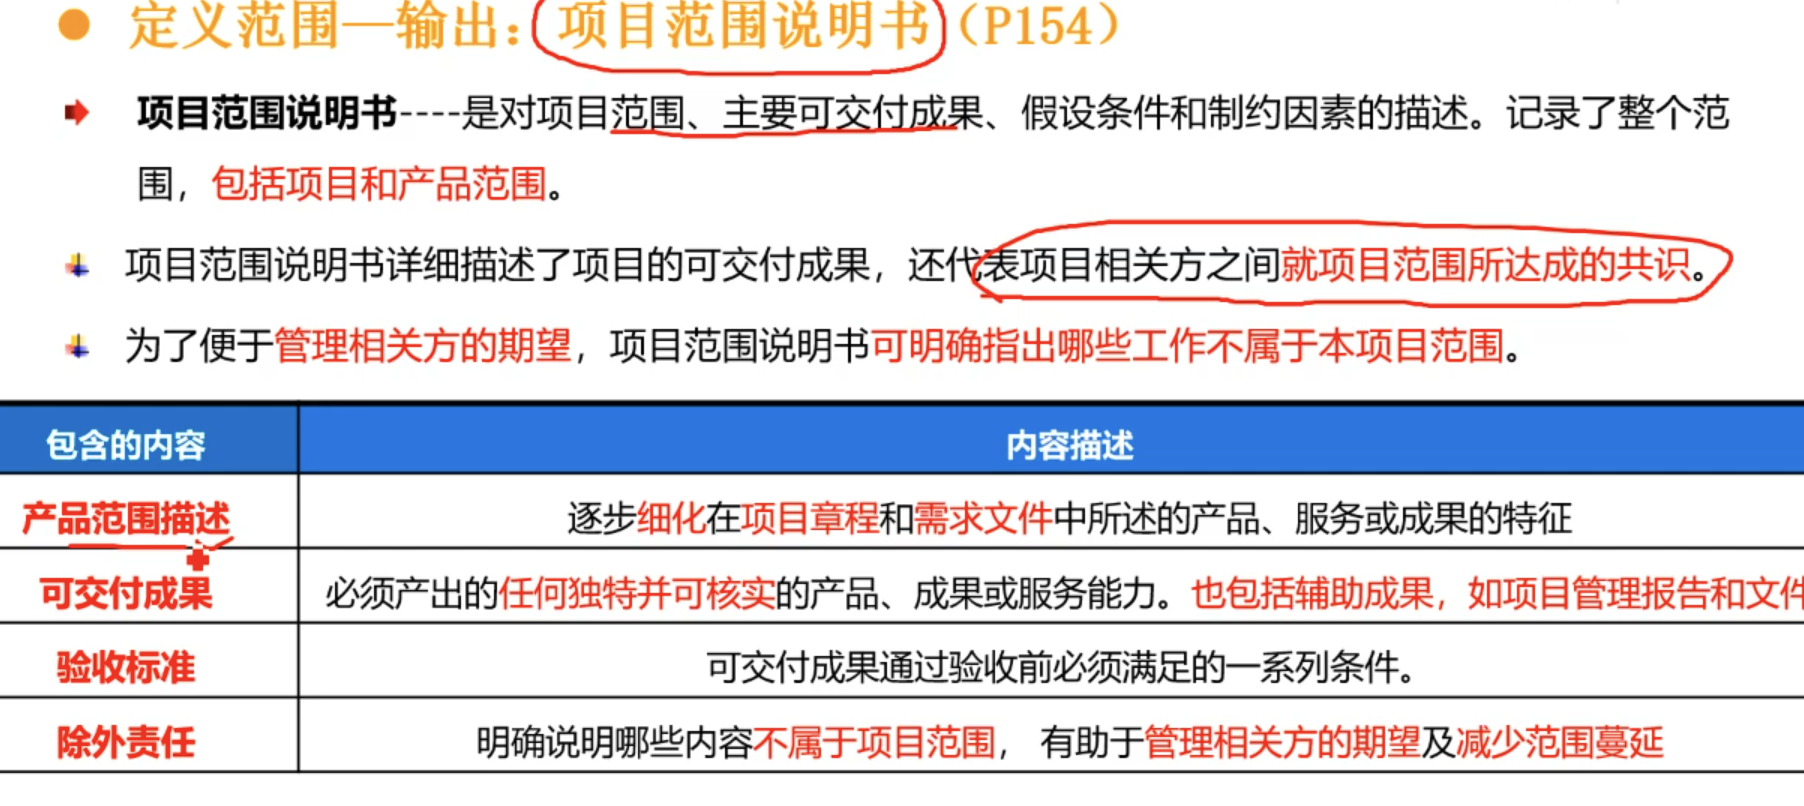 定义范围—输出：项目范围说明书（P154）
项目范围说明书----是对项目范围、主要可交付成果、假设条件和制约因素的描述。记录了整个范
围，包括项目和产品范围。
项目范围说明书详细描述了项目的可交付成果，还代表项目相关方之间就项目范围所达成的共识。
为了便于管理相关方的期望，项目范围说明书可明确指出哪些工作不属于本项目范围。
包含的内容 内容描述
产品范围描述 逐步细化在项目章程和需求文件中所述的产品、服务或成果的特征
可交付成果 必须产出的任何独特并可核实的产品、成果或服务能力。也包括辅助成果，如项目管理报告和文件
验收标准 可交付成果通过验收前必须满足的一系列条件。
除外责任 明确说明哪些内容不属于项目范围， 有助于管理相关方的期望及减少范围蔓延